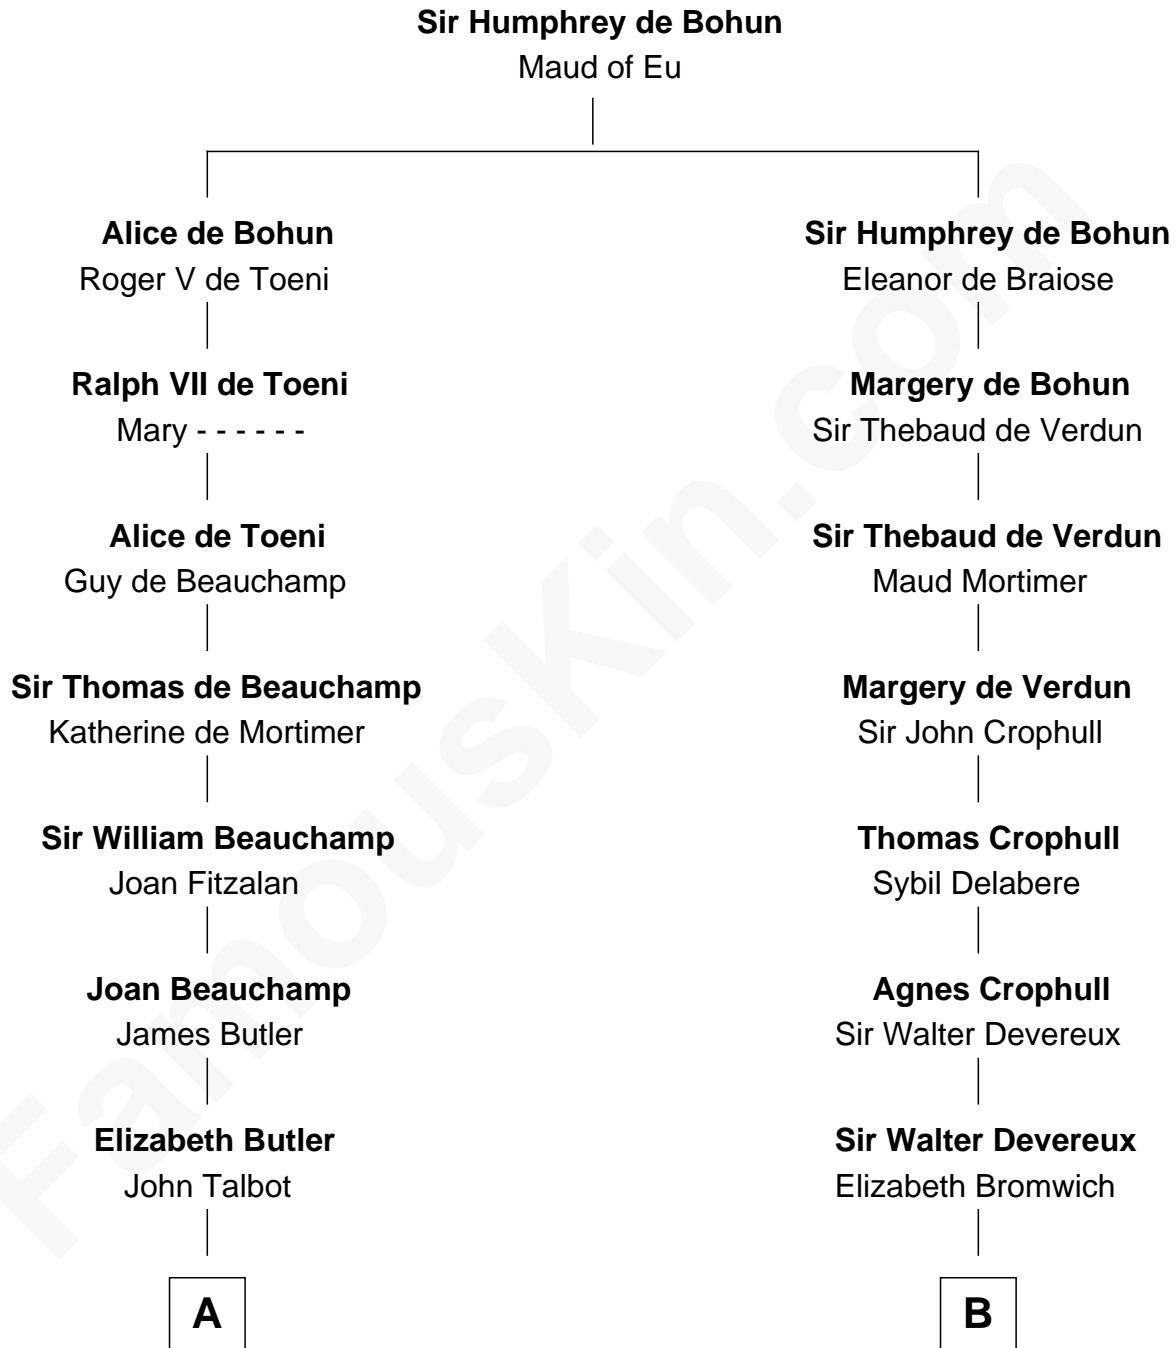 Sir Humphrey de Bohun
Maud of Eu
Alice de Bohun
Roger V de Toeni
Sir Humphrey de Bohun
Eleanor de Braiose
Ralph VII de Toeni
Mary - - - - - -
Margery de Bohun
Sir Thebaud de Verdun
Alice de Toeni
Guy de Beauchamp
Sir Thebaud de Verdun
Maud Mortimer
Sir Thomas de Beauchamp
Katherine de Mortimer
Margery de Verdun
Sir John Crophull
Sir William Beauchamp
Joan Fitzalan
Thomas Crophull
Sybil Delabere
Joan Beauchamp
James Butler
Agnes Crophull
Sir Walter Devereux
Elizabeth Butler
John Talbot
Sir Walter Devereux
Elizabeth Bromwich
A
B
FamousKin.com